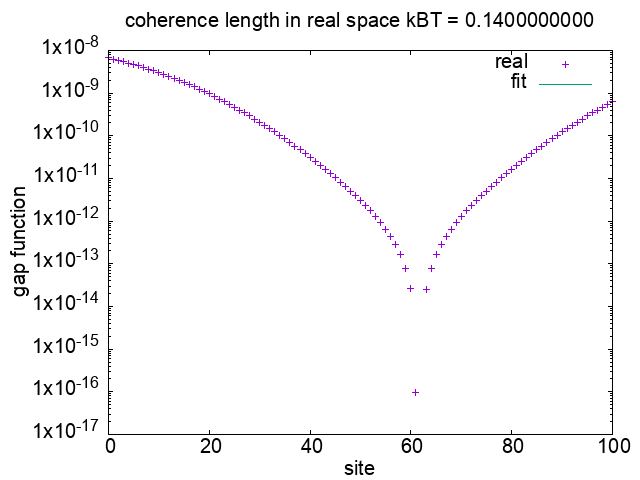 coherence length in real space kBT = 0.1400000000
real
fit
1x10^-8
1x10^-9
1x10^-10
1x10^-11
1x10^-12
1x10^-13
1x10^-14
1x10^-15
1x10^-16
1x10^-17
gap function
0 20 40 60 80 100
site